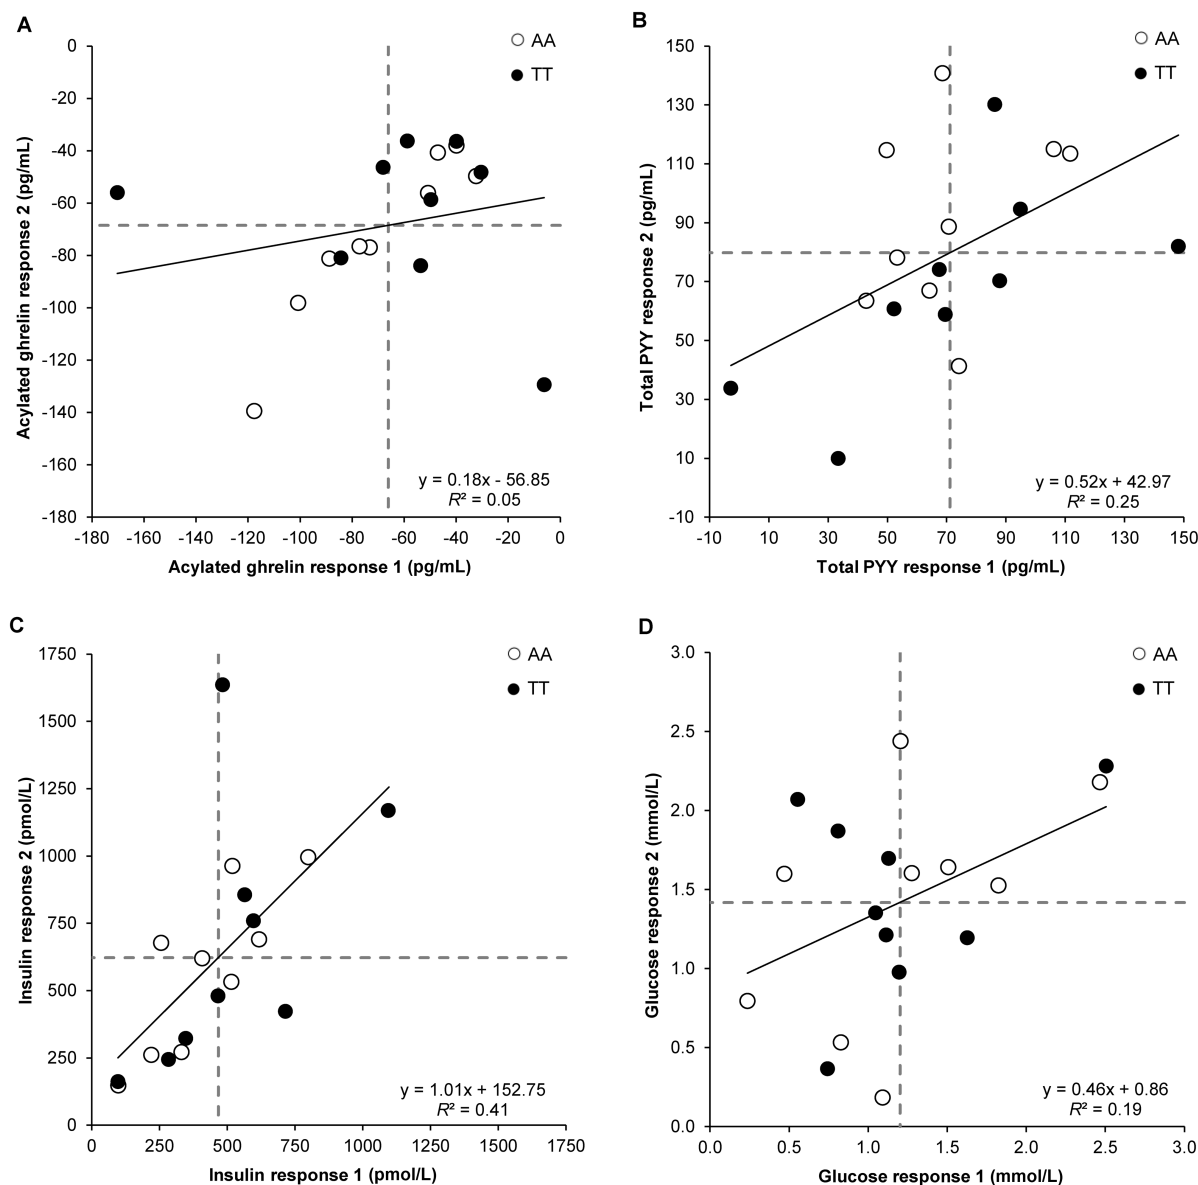 A
AA
TT
0
-20
-40
-60
-80
-100
-120
-140
-160
-180
Acylated ghrelin response 2 (pg/mL)
y = 0.18x - 56.85
R² = 0.05
-180 -160 -140 -120 -100 -80 -60 -40 -20 0
Acylated ghrelin response 1 (pg/mL)
B
AA
TT
150
130
110
90
70
50
30
10
-10
Total PYY response 2 (pg/mL)
y = 0.52x + 42.97
R² = 0.25
-10 10 30 50 70 90 110 130 150
Total PYY response 1 (pg/mL)
C
AA
TT
1750
1500
1250
1000
750
500
250
0
Insulin response 2 (pmol/L)
y = 1.01x + 152.75
R² = 0.41
0 250 500 750 1000 1250 1500 1750
Insulin response 1 (pmol/L)
D
AA
TT
3.0
2.5
2.0
1.5
1.0
0.5
0.0
Glucose response 2 (mmol/L)
y = 0.46x + 0.86
R² = 0.19
0.0 0.5 1.0 1.5 2.0 2.5 3.0
Glucose response 1 (mmol/L)